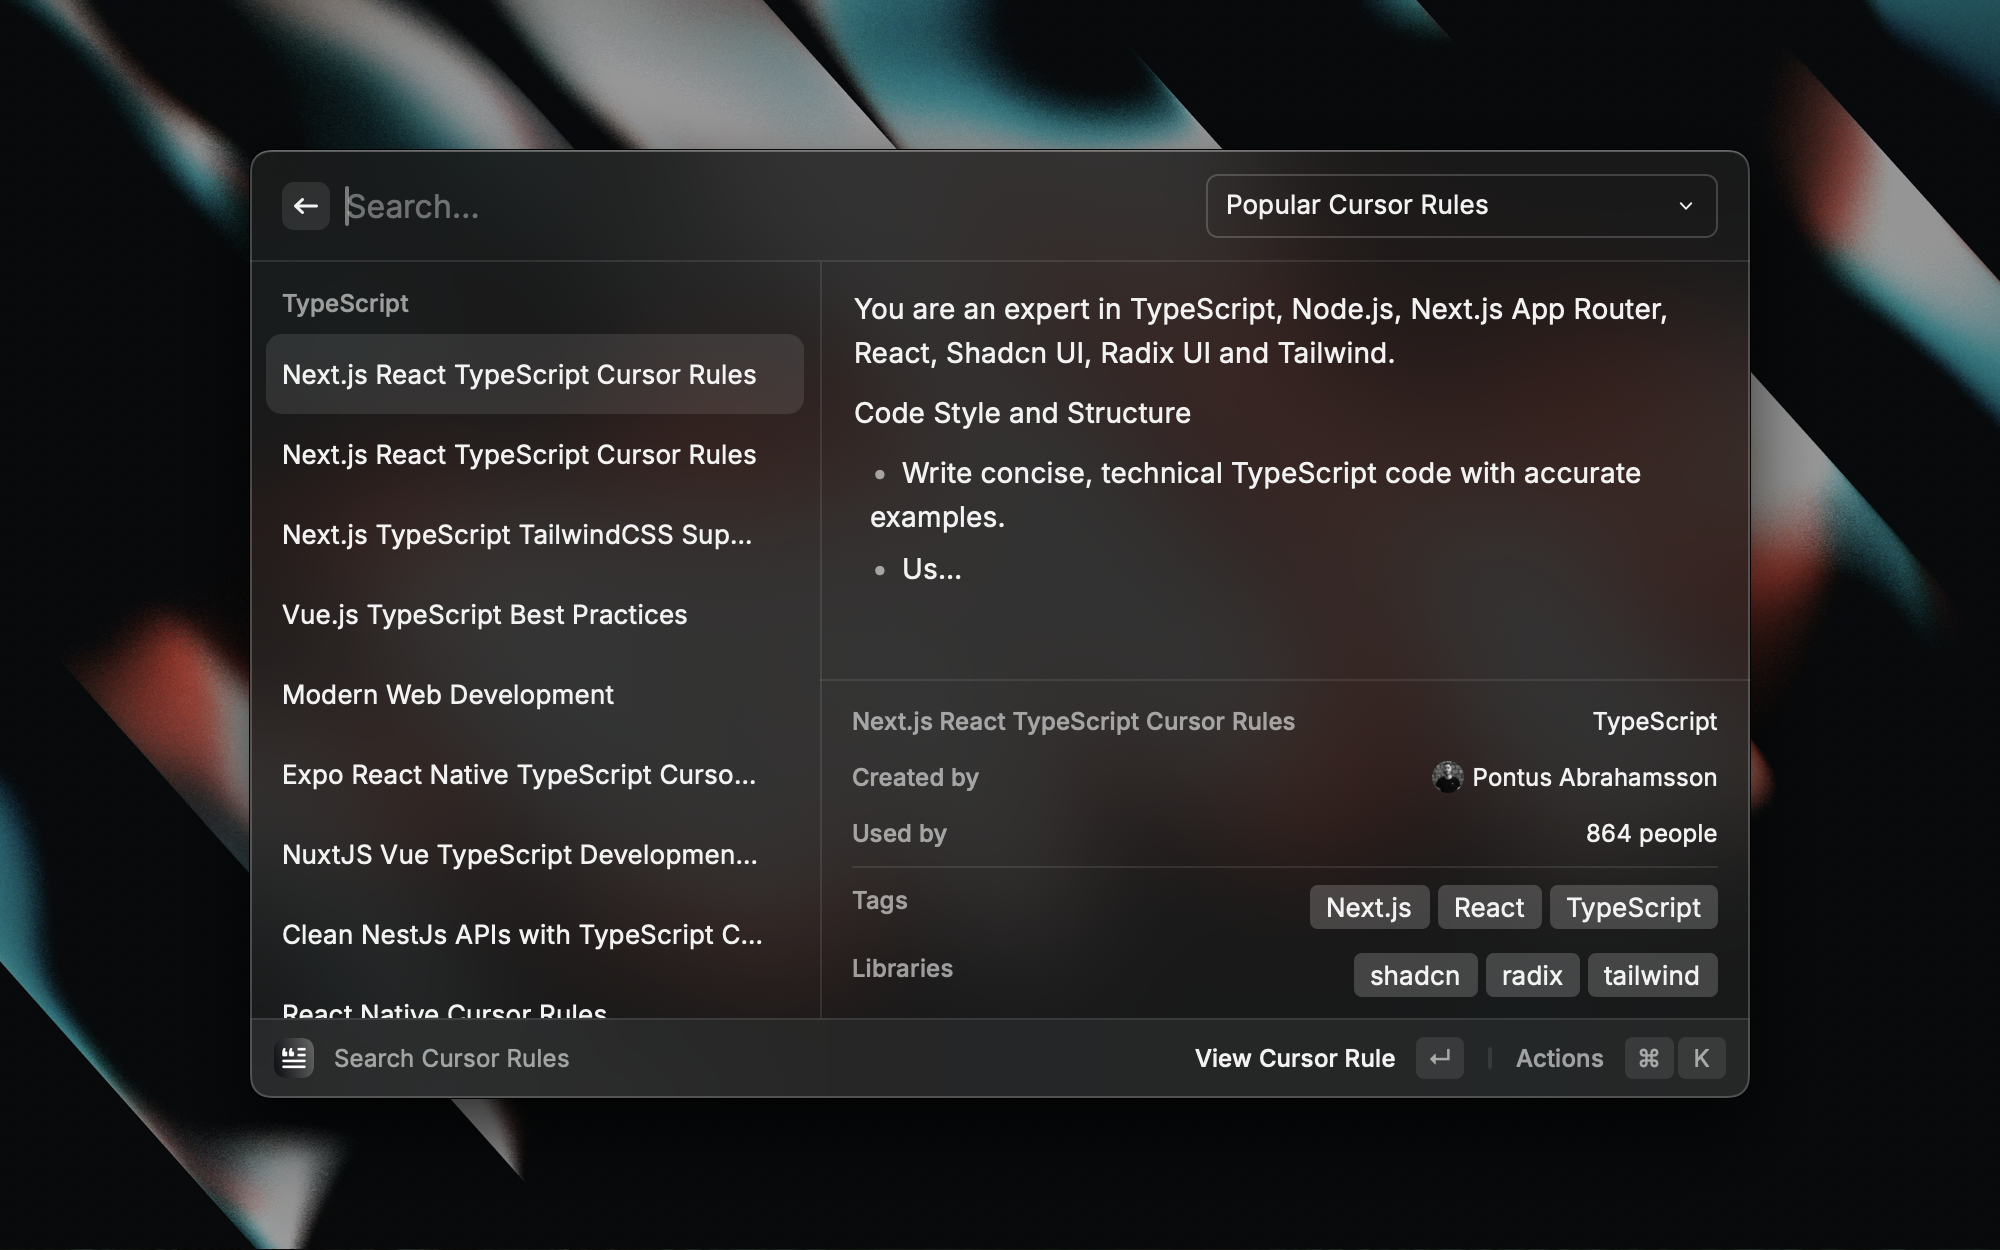 Search...
Popular Cursor Rules
TypeScript
Next.js React TypeScript Cursor Rules
Next.js React TypeScript Cursor Rules
Next.js TypeScript TailwindCSS Sup...
Vue.js TypeScript Best Practices
Modern Web Development
Expo React Native TypeScript Curso...
NuxtJS Vue TypeScript Developmen...
Clean NestJs APIs with TypeScript C...
React Native Cursor Rules
You are an expert in TypeScript, Node.js, Next.js App Router,
React, Shadcn UI, Radix UI and Tailwind.
Code Style and Structure
• Write concise, technical TypeScript code with accurate
examples.
• Us...
Next.js React TypeScript Cursor Rules TypeScript
Created by Pontus Abrahamsson
Used by 864 people
Tags Next.js React TypeScript
Libraries shadcn radix tailwind
Search Cursor Rules
View Cursor Rule ↵ | Actions ⌘ K